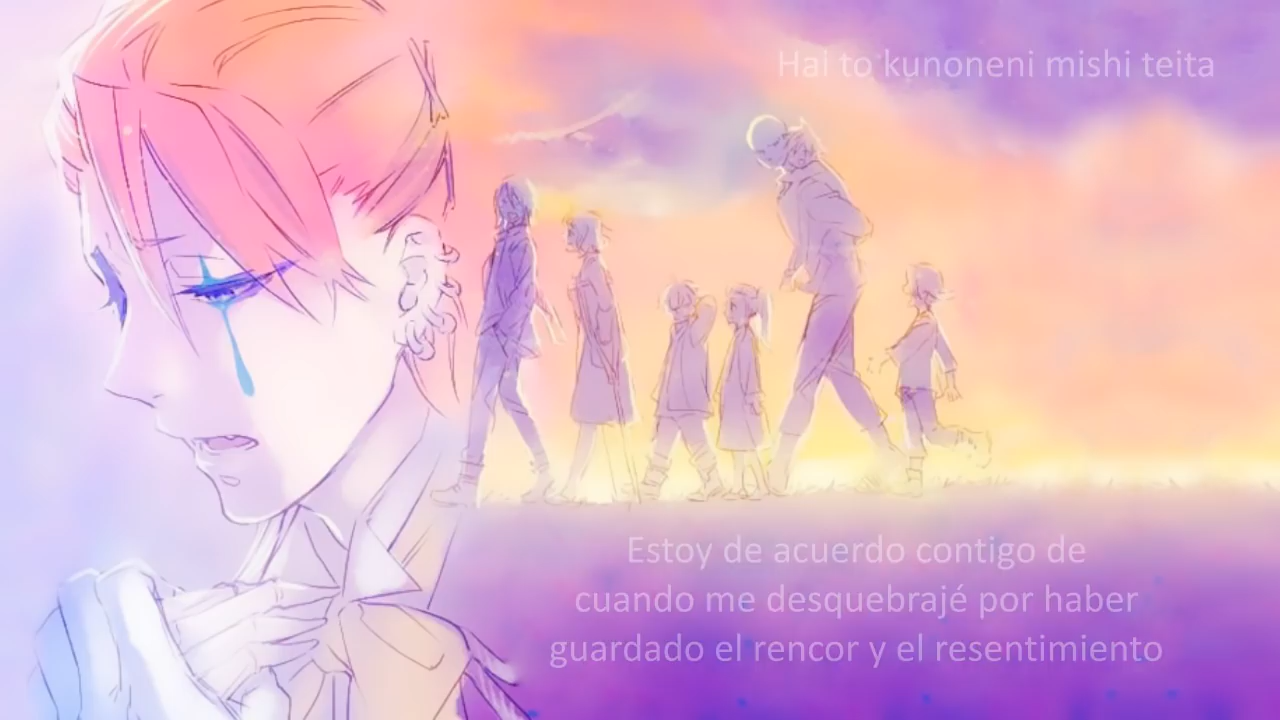 Hai to kunoneni mishi teita
Estoy de acuerdo contigo de
cuando me desquebrajé por haber
guardado el rencor y el resentimiento